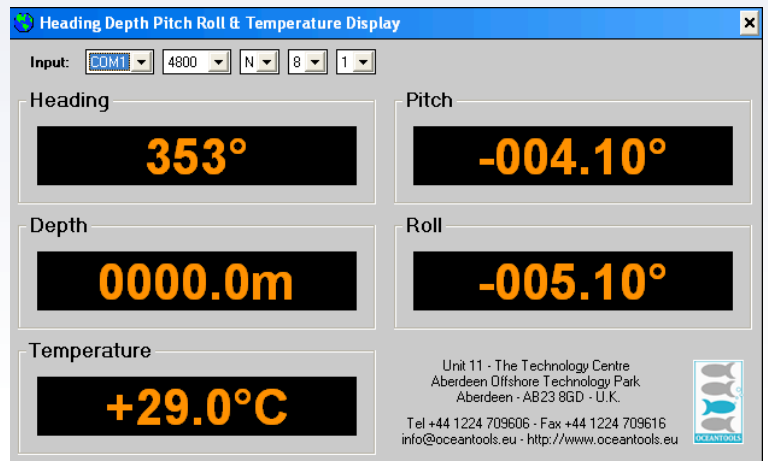 Heading Depth Pitch Roll & Temperature Display
Input: COM1 4800 N 8 1
Heading
353°
Pitch
-004.10°
Depth
0000.0m
Roll
-005.10°
Temperature
+29.0°C
Unit 11 - The Technology Centre
Aberdeen Offshore Technology Park
Aberdeen - AB23 8GD - U.K.
Tel +44 1224 709606 - Fax +44 1224 709616
info@oceantools.eu - http://www.oceantools.eu
OCEANTOOLS